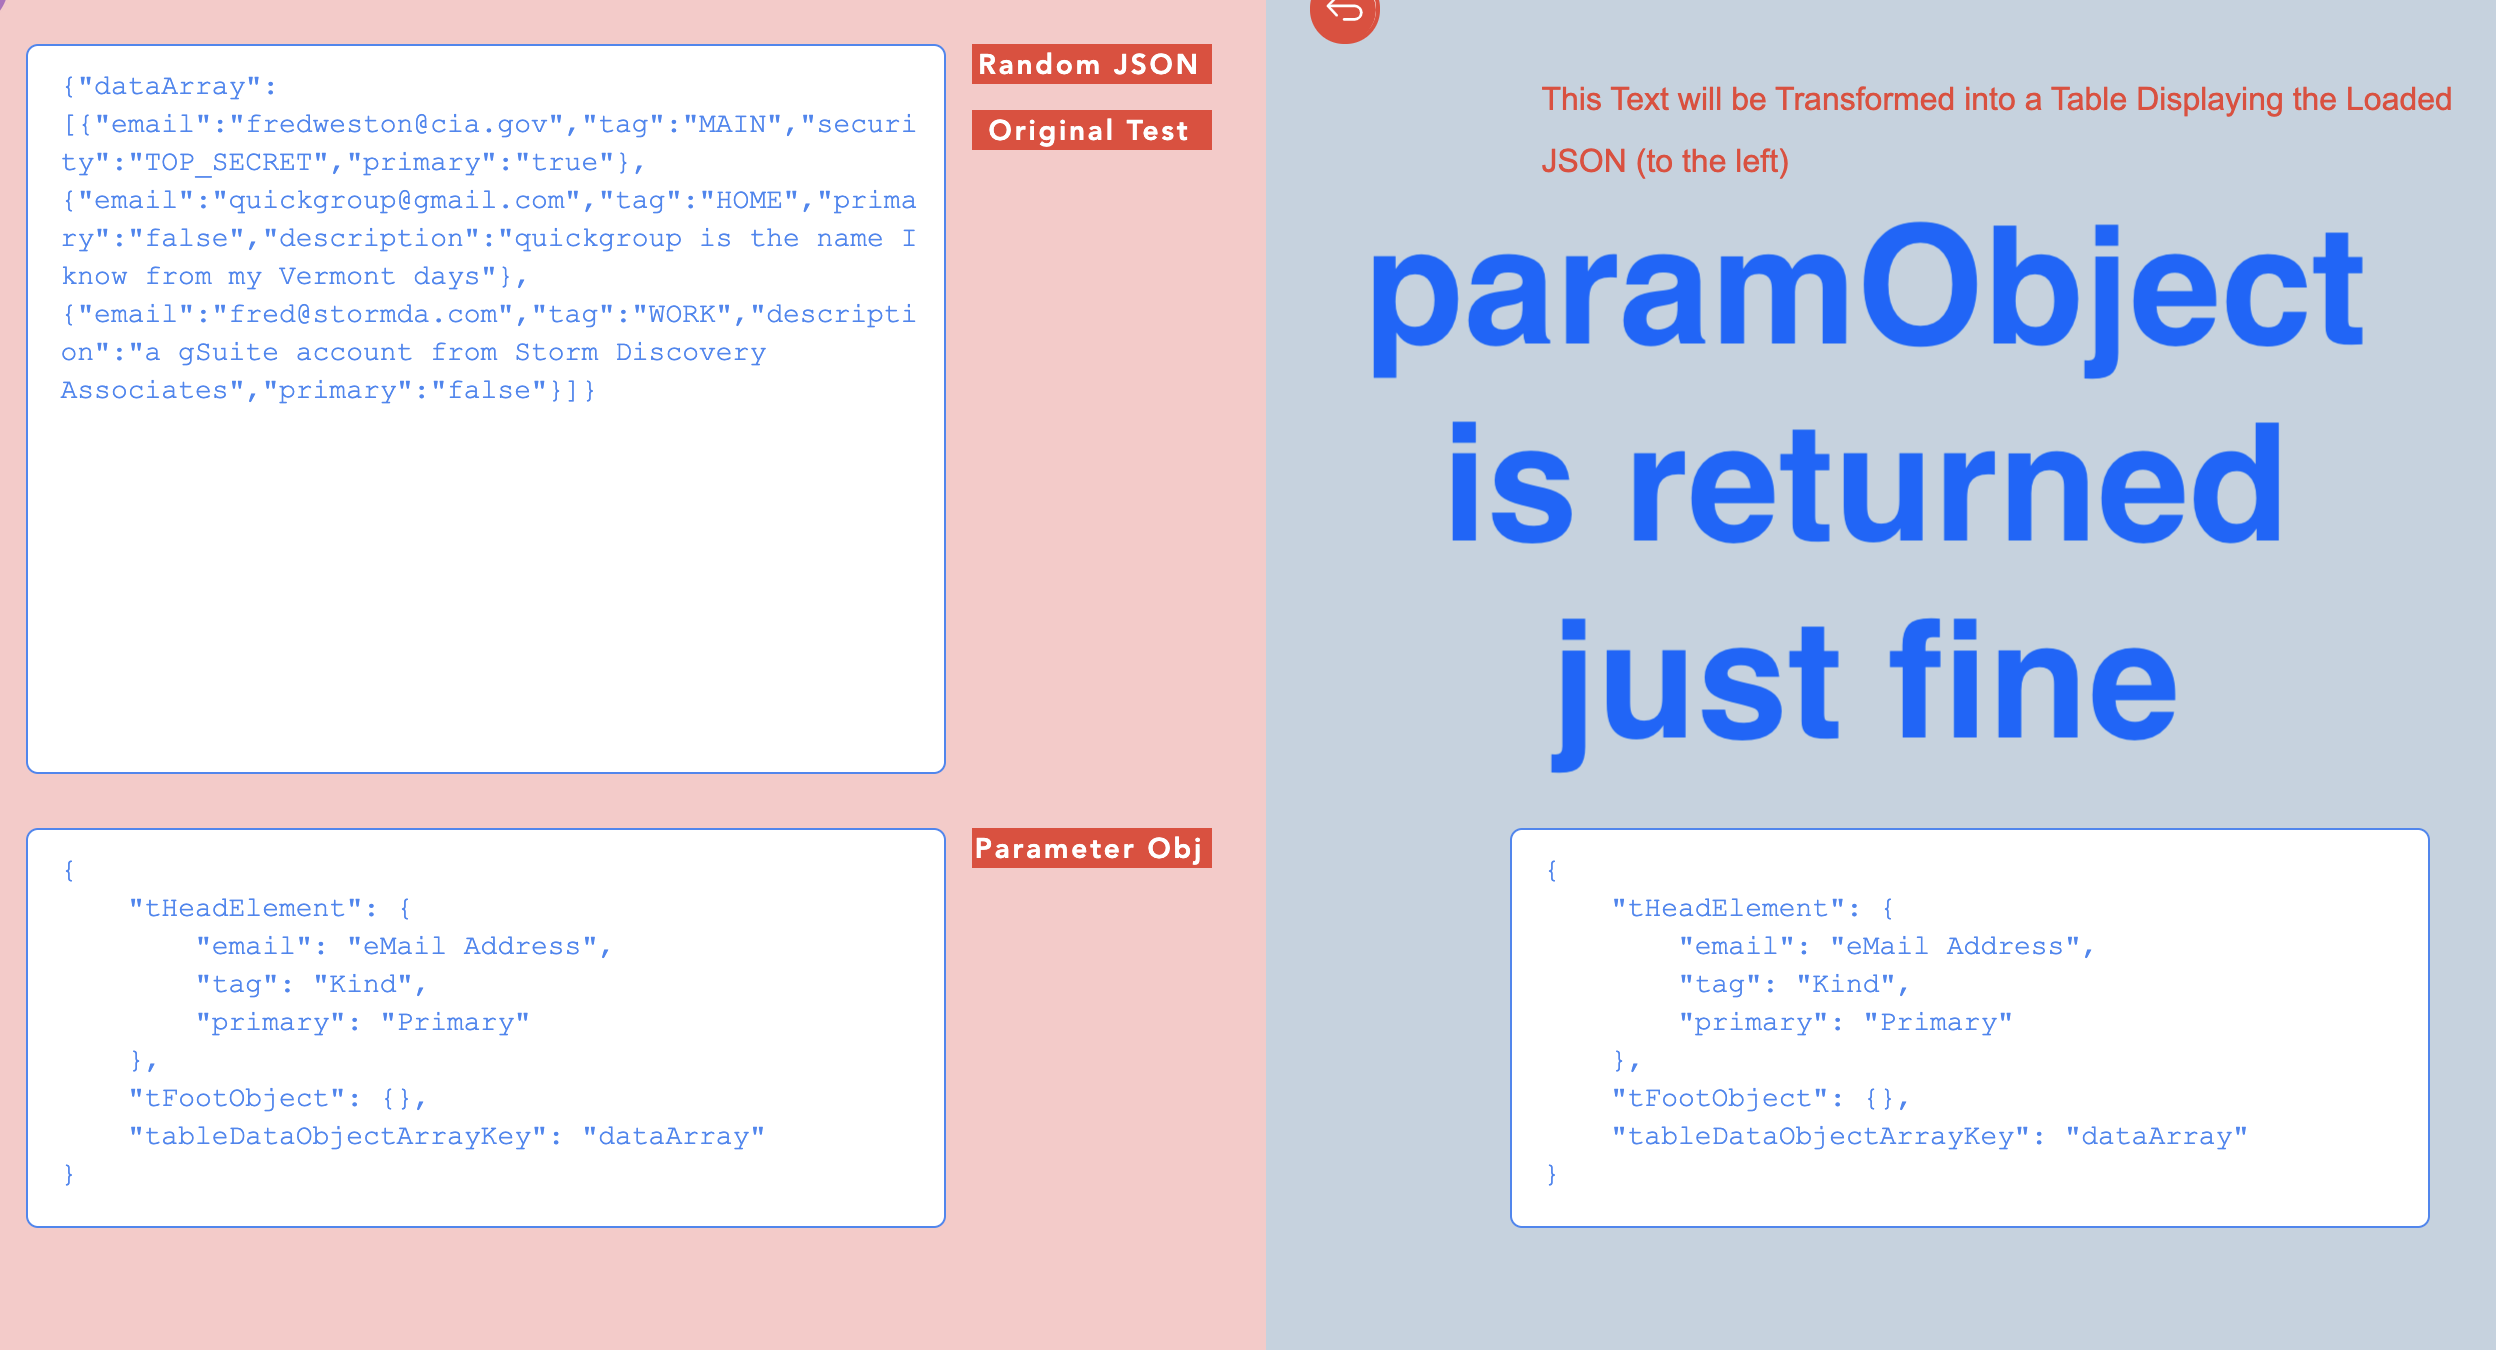 {"dataArray":
[{"email":"fredweston@cia.gov","tag":"MAIN","securi
ty":"TOP_SECRET","primary":"true"},
{"email":"quickgroup@gmail.com","tag":"HOME","prima
ry":"false","description":"quickgroup is the name I
know from my Vermont days"},
{"email":"fred@stormda.com","tag":"WORK","descripti
on":"a gSuite account from Storm Discovery
Associates","primary":"false"}]}
Random JSON
Original Test
{
    "tHeadElement": {
        "email": "eMail Address",
        "tag": "Kind",
        "primary": "Primary"
    },
    "tFootObject": {},
    "tableDataObjectArrayKey": "dataArray"
}
Parameter Obj
This Text will be Transformed into a Table Displaying the Loaded
JSON (to the left)
paramObject
is returned
just fine
{
    "tHeadElement": {
        "email": "eMail Address",
        "tag": "Kind",
        "primary": "Primary"
    },
    "tFootObject": {},
    "tableDataObjectArrayKey": "dataArray"
}